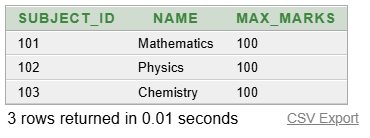 SUBJECT_ID NAME MAX_MARKS
101 Mathematics 100
102 Physics 100
103 Chemistry 100
3 rows returned in 0.01 seconds CSV Export